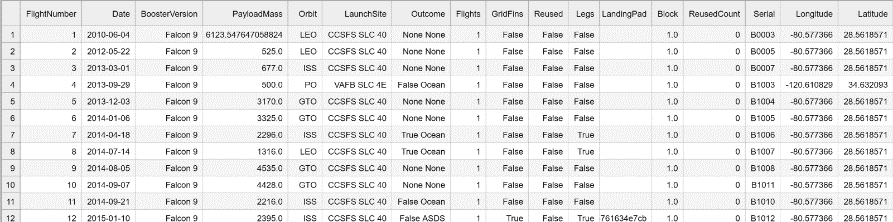 FlightNumber Date BoosterVersion PayloadMass Orbit LaunchSite Outcome Flights GridFins Reused Legs LandingPad Block ReusedCount Serial Longitude Latitude
1 1 2010-06-04 Falcon 9 6123.547647058824 LEO CCSFS SLC 40 None None 1 False False False 1.0 0 B0003 -80.577366 28.5618571
2 2 2012-05-22 Falcon 9 525.0 LEO CCSFS SLC 40 None None 1 False False False 1.0 0 B0005 -80.577366 28.5618571
3 3 2013-03-01 Falcon 9 677.0 ISS CCSFS SLC 40 None None 1 False False False 1.0 0 B0007 -80.577366 28.5618571
4 4 2013-09-29 Falcon 9 500.0 PO VAFB SLC 4E False Ocean 1 False False False 1.0 0 B1003 -120.610829 34.632093
5 5 2013-12-03 Falcon 9 3170.0 GTO CCSFS SLC 40 None None 1 False False False 1.0 0 B1004 -80.577366 28.5618571
6 6 2014-01-06 Falcon 9 3325.0 GTO CCSFS SLC 40 None None 1 False False False 1.0 0 B1005 -80.577366 28.5618571
7 7 2014-04-18 Falcon 9 2296.0 ISS CCSFS SLC 40 True Ocean 1 False False True 1.0 0 B1006 -80.577366 28.5618571
8 8 2014-07-14 Falcon 9 1316.0 LEO CCSFS SLC 40 True Ocean 1 False False True 1.0 0 B1007 -80.577366 28.5618571
9 9 2014-08-05 Falcon 9 4535.0 GTO CCSFS SLC 40 None None 1 False False False 1.0 0 B1008 -80.577366 28.5618571
10 10 2014-09-07 Falcon 9 4428.0 GTO CCSFS SLC 40 None None 1 False False False 1.0 0 B1011 -80.577366 28.5618571
11 11 2014-09-21 Falcon 9 2216.0 ISS CCSFS SLC 40 None None 1 False False False 1.0 0 B1010 -80.577366 28.5618571
12 12 2015-01-10 Falcon 9 2395.0 ISS CCSFS SLC 40 False ASDS 1 True False True 761634e7cb 1.0 0 B1012 -80.577366 28.5618571